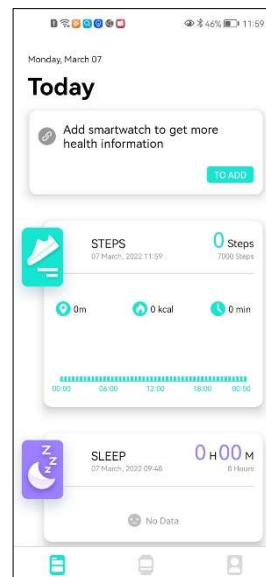 46% 11:59
Monday, March 07
Today
Add smartwatch to get more
health information
TO ADD
STEPS
0 Steps
07 March, 2022 11:59
7000 Steps
0m
0 kcal
0 min
00:00 06:00 12:00 18:00 00:00
SLEEP
0 H 00 M
07 March, 2022 09:48
8 Hours
No Data